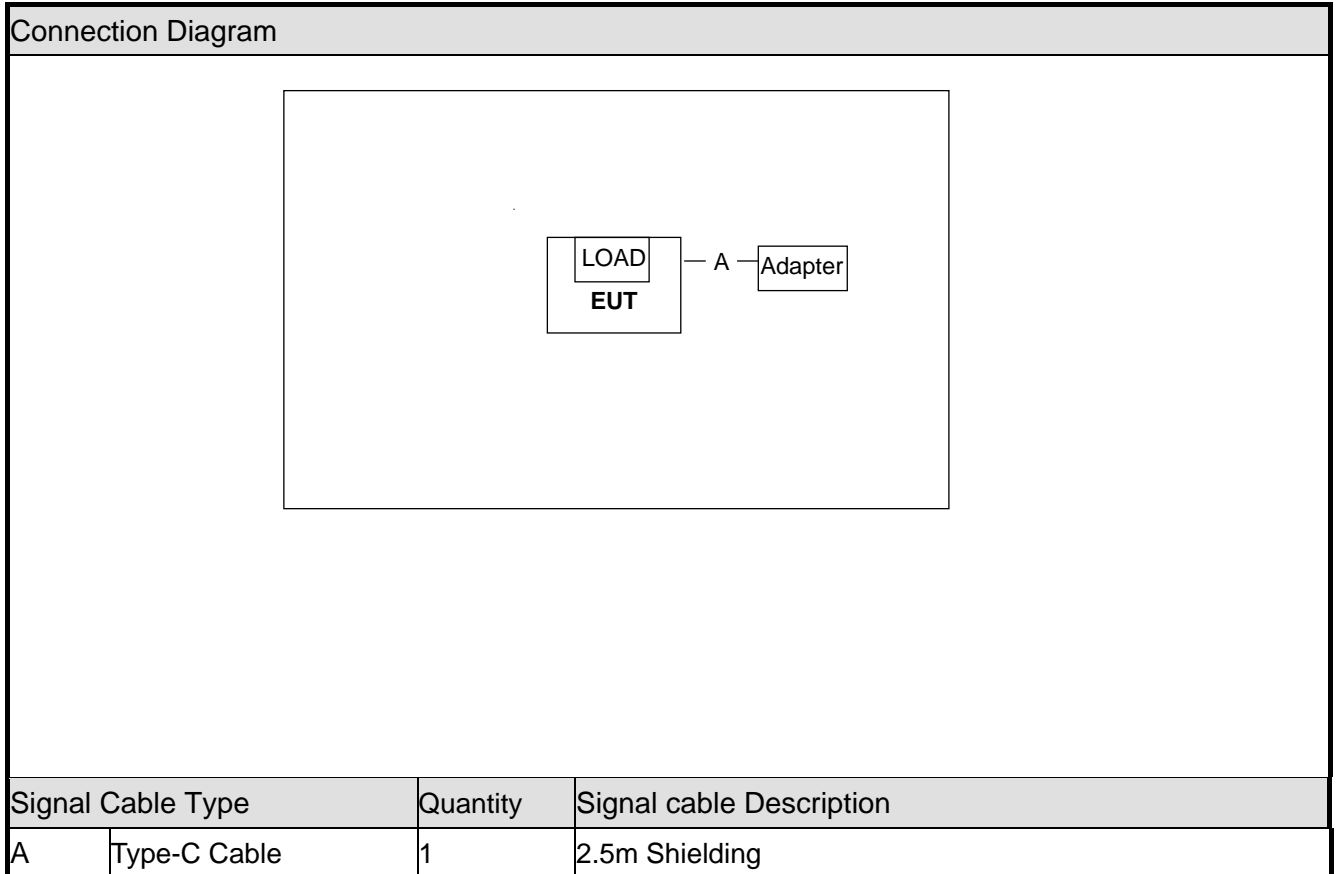 Connection Diagram
LOAD
A
Adapter
EUT
Signal Cable Type Quantity Signal cable Description
A Type-C Cable 1 2.5m Shielding